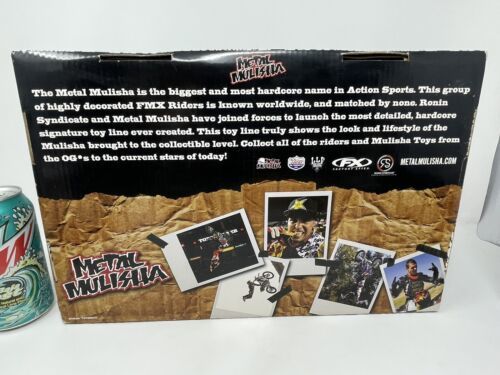 METAL
MULISHA
The Metal Mulisha is the biggest and most hardcore name in Action Sports. This group
of highly decorated FMX Riders is known worldwide, and matched by none. Ronin
Syndicate and Metal Mulisha have joined forces to launch the most detailed, hardcore
signature toy line ever created. This toy line truly shows the look and lifestyle of the
Mulisha brought to the collectible level. Collect all of the riders and Mulisha Toys from
the OG*s to the current stars of today!
FX
FACTORY EFFEX
RS
METALMULISHA.COM
METAL
MULISHA